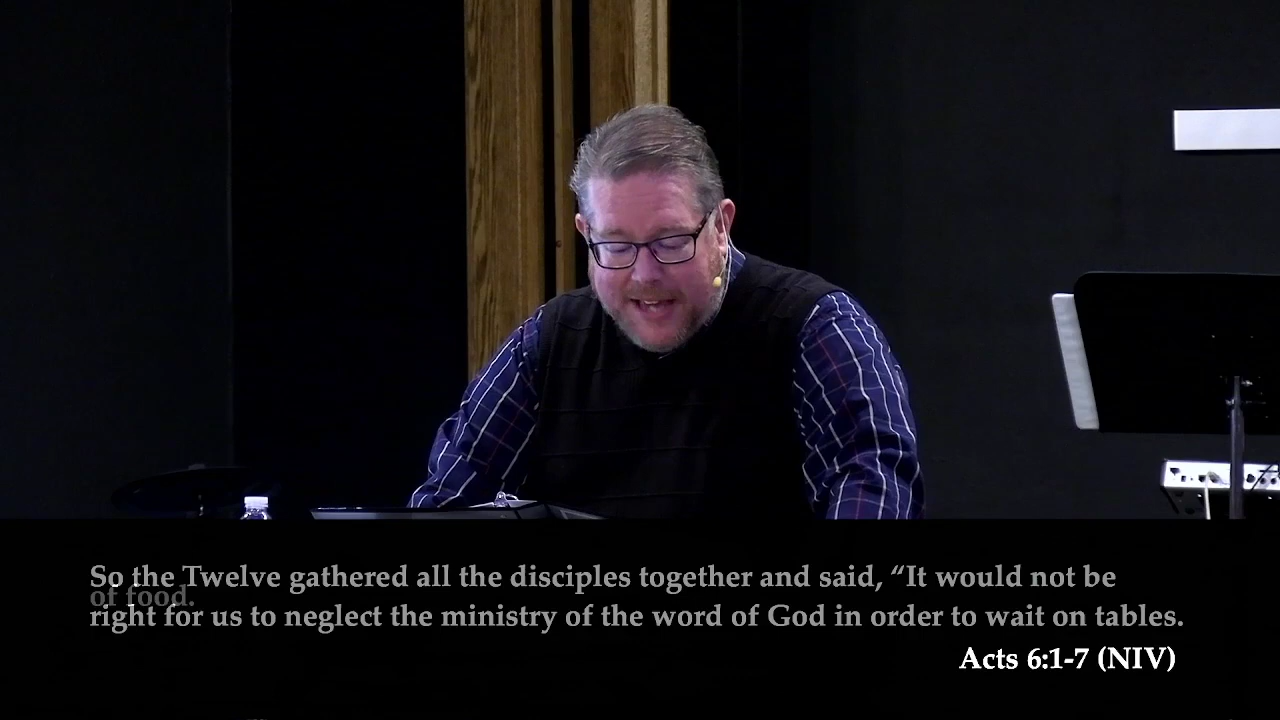 So the Twelve gathered all the disciples together and said, “It would not be
of food.
right for us to neglect the ministry of the word of God in order to wait on tables.
Acts 6:1-7 (NIV)